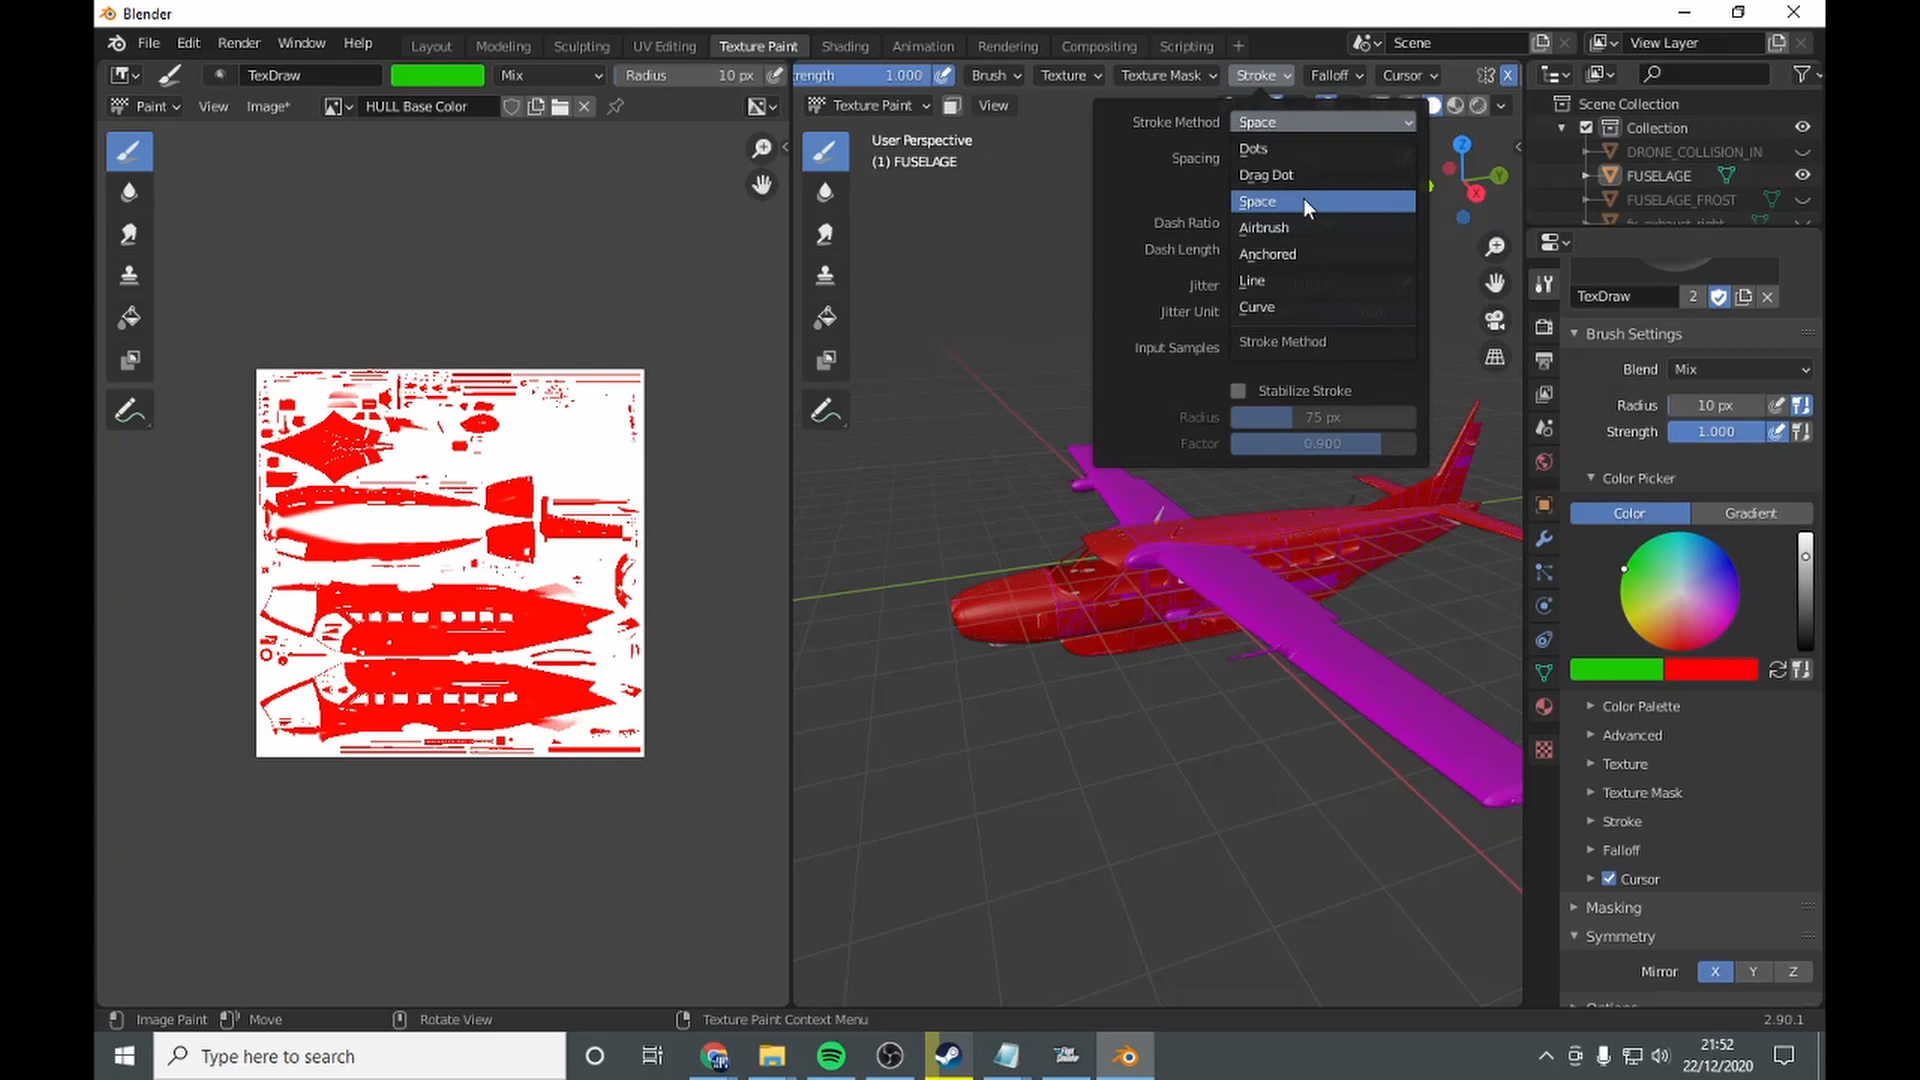 Blender
File Edit Render Window Help
Layout Modeling Sculpting UV Editing Texture Paint Shading Animation Rendering Compositing Scripting +
Scene
View Layer
TexDraw
Mix
Radius 10 px
rength 1.000
Brush Texture Texture Mask Stroke Falloff Cursor
X
Paint View Image*
HULL Base Color
Texture Paint View
User Perspective
(1) FUSELAGE
Stroke Method Space
Dots
Spacing
Drag Dot
Space
Dash Ratio
Airbrush
Dash Length
Anchored
Jitter
Line
Jitter Unit
Curve
Input Samples
Stroke Method
Stabilize Stroke
Radius 75 px
Factor 0.900
Z
Y
X
Scene Collection
Collection
DRONE_COLLISION_IN
FUSELAGE
FUSELAGE_FROST
fx_exhaust_right
TexDraw 2
Brush Settings
Blend Mix
Radius 10 px
Strength 1.000
Color Picker
Color Gradient
Color Palette
Advanced
Texture
Texture Mask
Stroke
Falloff
Cursor
Masking
Symmetry
Mirror X Y Z
Options
Image Paint Move Rotate View Texture Paint Context Menu 2.90.1
Type here to search
21:52
22/12/2020